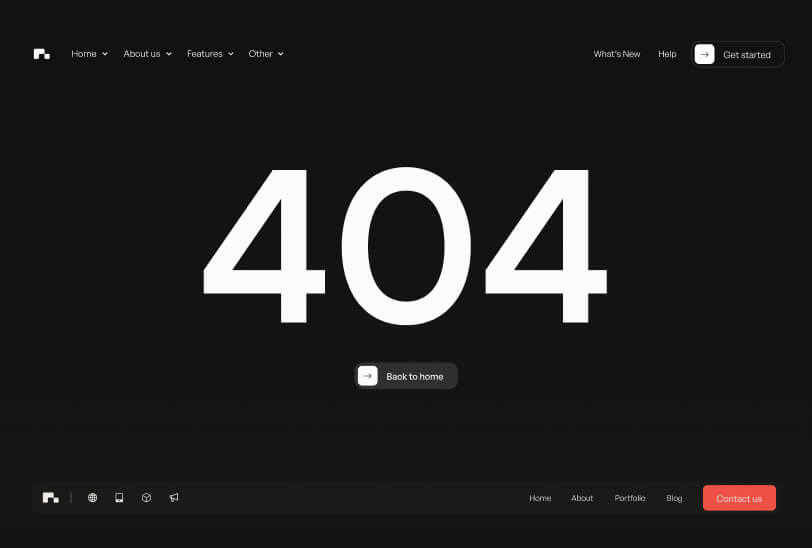 Home About us Features Other What's New Help Get started
404
Back to home
Home About Portfolio Blog Contact us